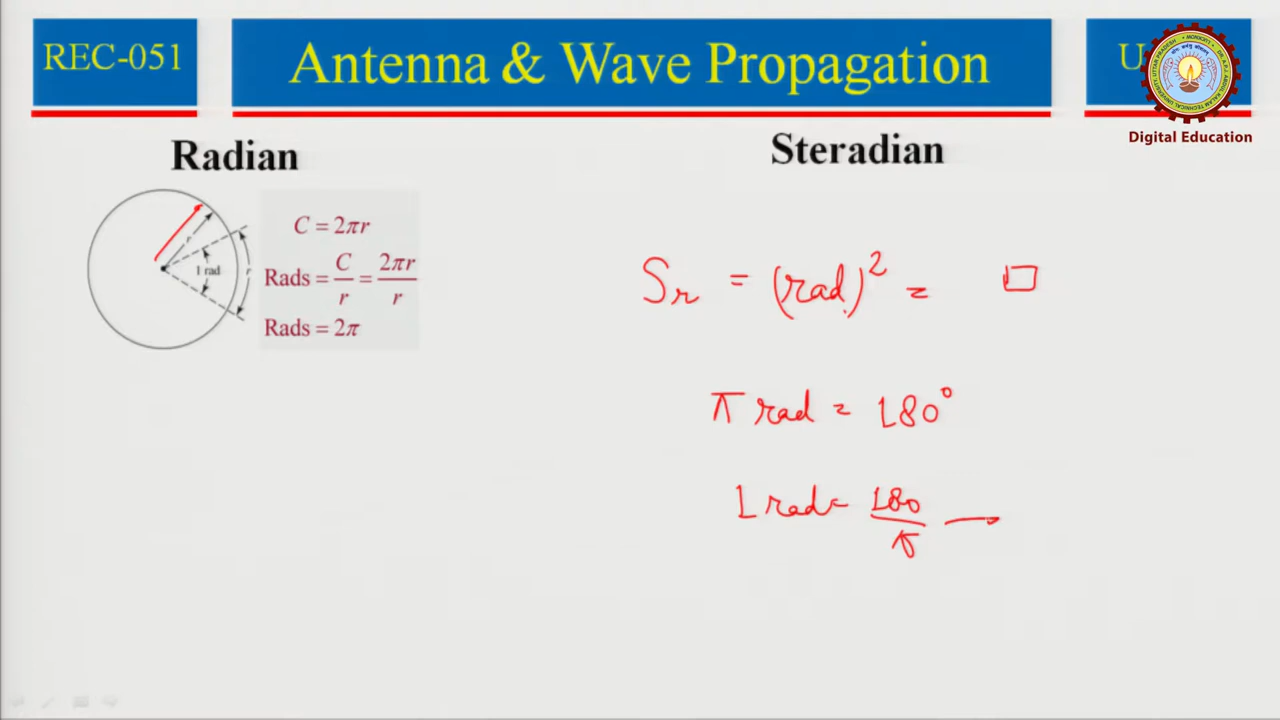 REC-051
Antenna & Wave Propagation
U
Digital Education
Radian
Steradian
r
1 rad
r
C = 2πr
Rads = C/r = 2πr/r
Rads = 2π
Sr = (rad)² = □
π rad = 180°
1 rad = 180/π →